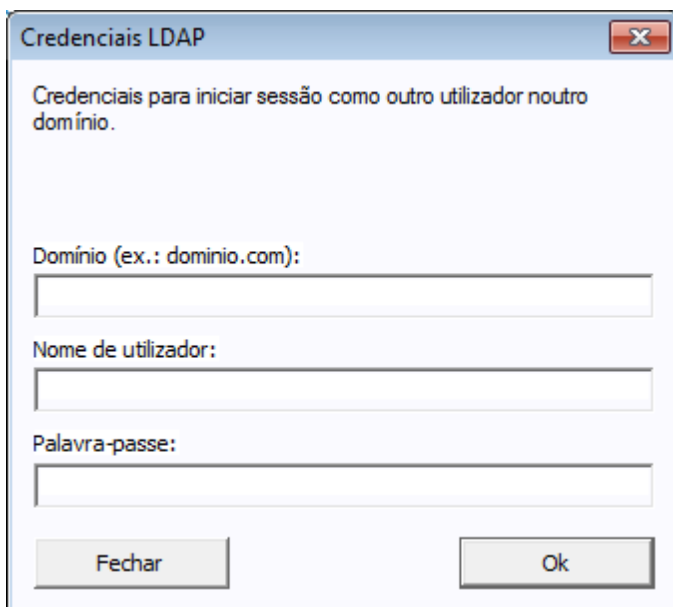 Credenciais LDAP
Credenciais para iniciar sessão como outro utilizador noutro
domínio.
Domínio (ex.: dominio.com):
Nome de utilizador:
Palavra-passe:
Fechar
Ok